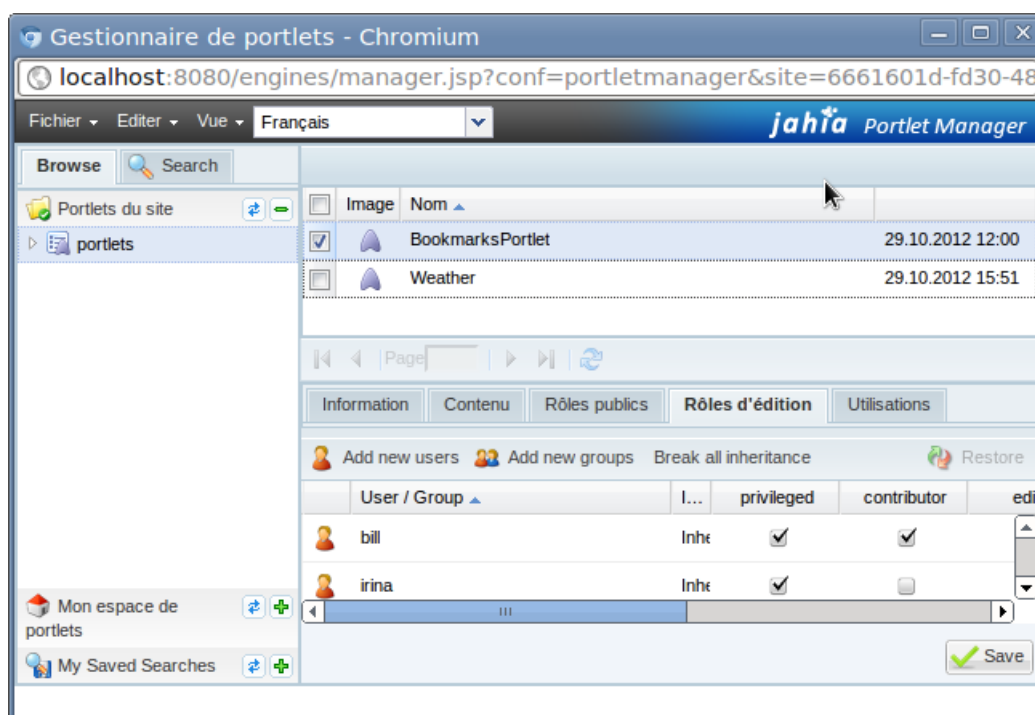 Gestionnaire de portlets - Chromium
localhost:8080/engines/manager.jsp?conf=portletmanager&site=6661601d-fd30-48
Fichier Editer Vue Français jahia Portlet Manager
Browse Search
Portlets du site
portlets
Image Nom
BookmarksPortlet 29.10.2012 12:00
Weather 29.10.2012 15:51
Page
Information Contenu Rôles publics Rôles d'édition Utilisations
Add new users Add new groups Break all inheritance Restore
User / Group I... privileged contributor edi
bill Inhe
irina Inhe
Mon espace de
portlets
My Saved Searches
Save